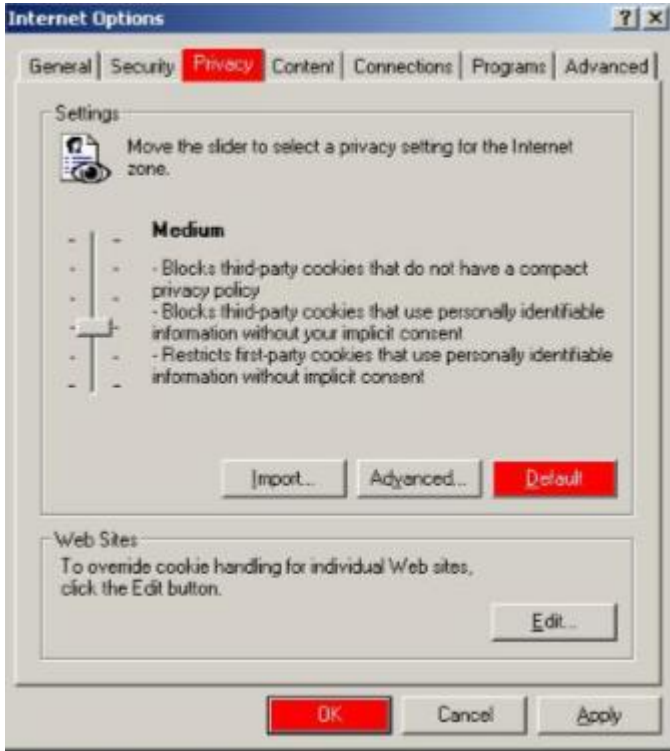 Internet Options
General Security Privacy Content Connections Programs Advanced
Settings
Move the slider to select a privacy setting for the Internet
zone.
Medium
- Blocks third-party cookies that do not have a compact
privacy policy
- Blocks third-party cookies that use personally identifiable
information without your implicit consent
- Restricts first-party cookies that use personally identifiable
information without implicit consent
Import... Advanced... Default
Web Sites
To override cookie handling for individual Web sites,
click the Edit button.
Edit...
OK Cancel Apply